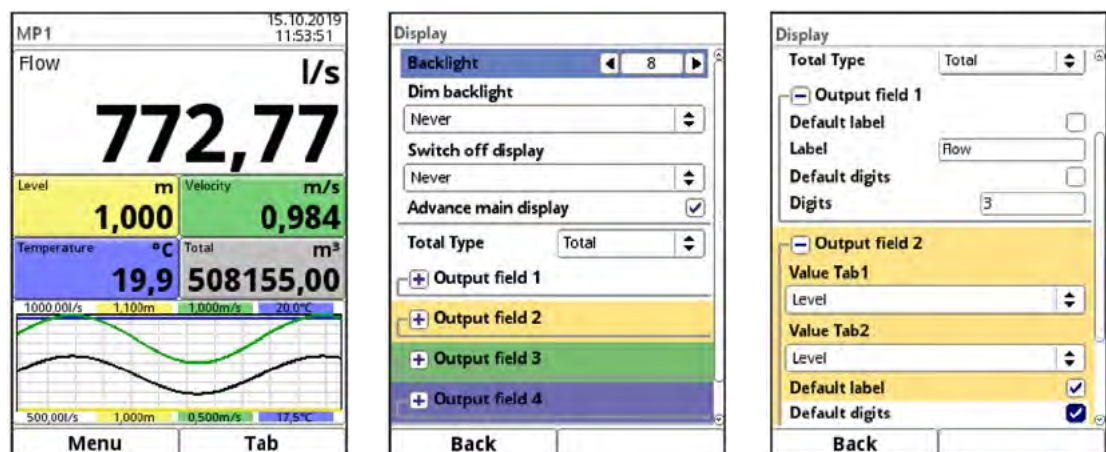 MP1
15.10.2019
11:53:51
Flow
l/s
772,77
Level
m
1,000
Velocity
m/s
0,984
Temperature
°C
19,9
Total
m³
508155,00
1000,00l/s 1,100m 1,000m/s 20,0°C
500,00l/s 1,000m 0,500m/s 17,5°C
Menu Tab
Display
Backlight 8
Dim backlight
Never
Switch off display
Never
Advance main display
Total Type Total
Output field 1
Output field 2
Output field 3
Output field 4
Back
Display
Total Type Total
Output field 1
Default label
Label Flow
Default digits
Digits 3
Output field 2
Value Tab1
Level
Value Tab2
Level
Default label
Default digits
Back